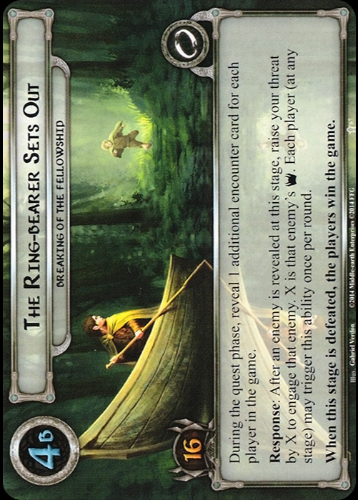 4B
THE RING-BEARER SETS OUT
BREAKING OF THE FELLOWSHIP
16
During the quest phase, reveal 1 additional encounter card for each
player in the game.
Response: After an enemy is revealed at this stage, raise your threat
by X to engage that enemy. X is that enemy's . Each player (at any
stage) may trigger this ability once per round.
When this stage is defeated, the players win the game.
Illus. Gabriel Verdon ©2014 Middle-earth Enterprises ©2014 FFG